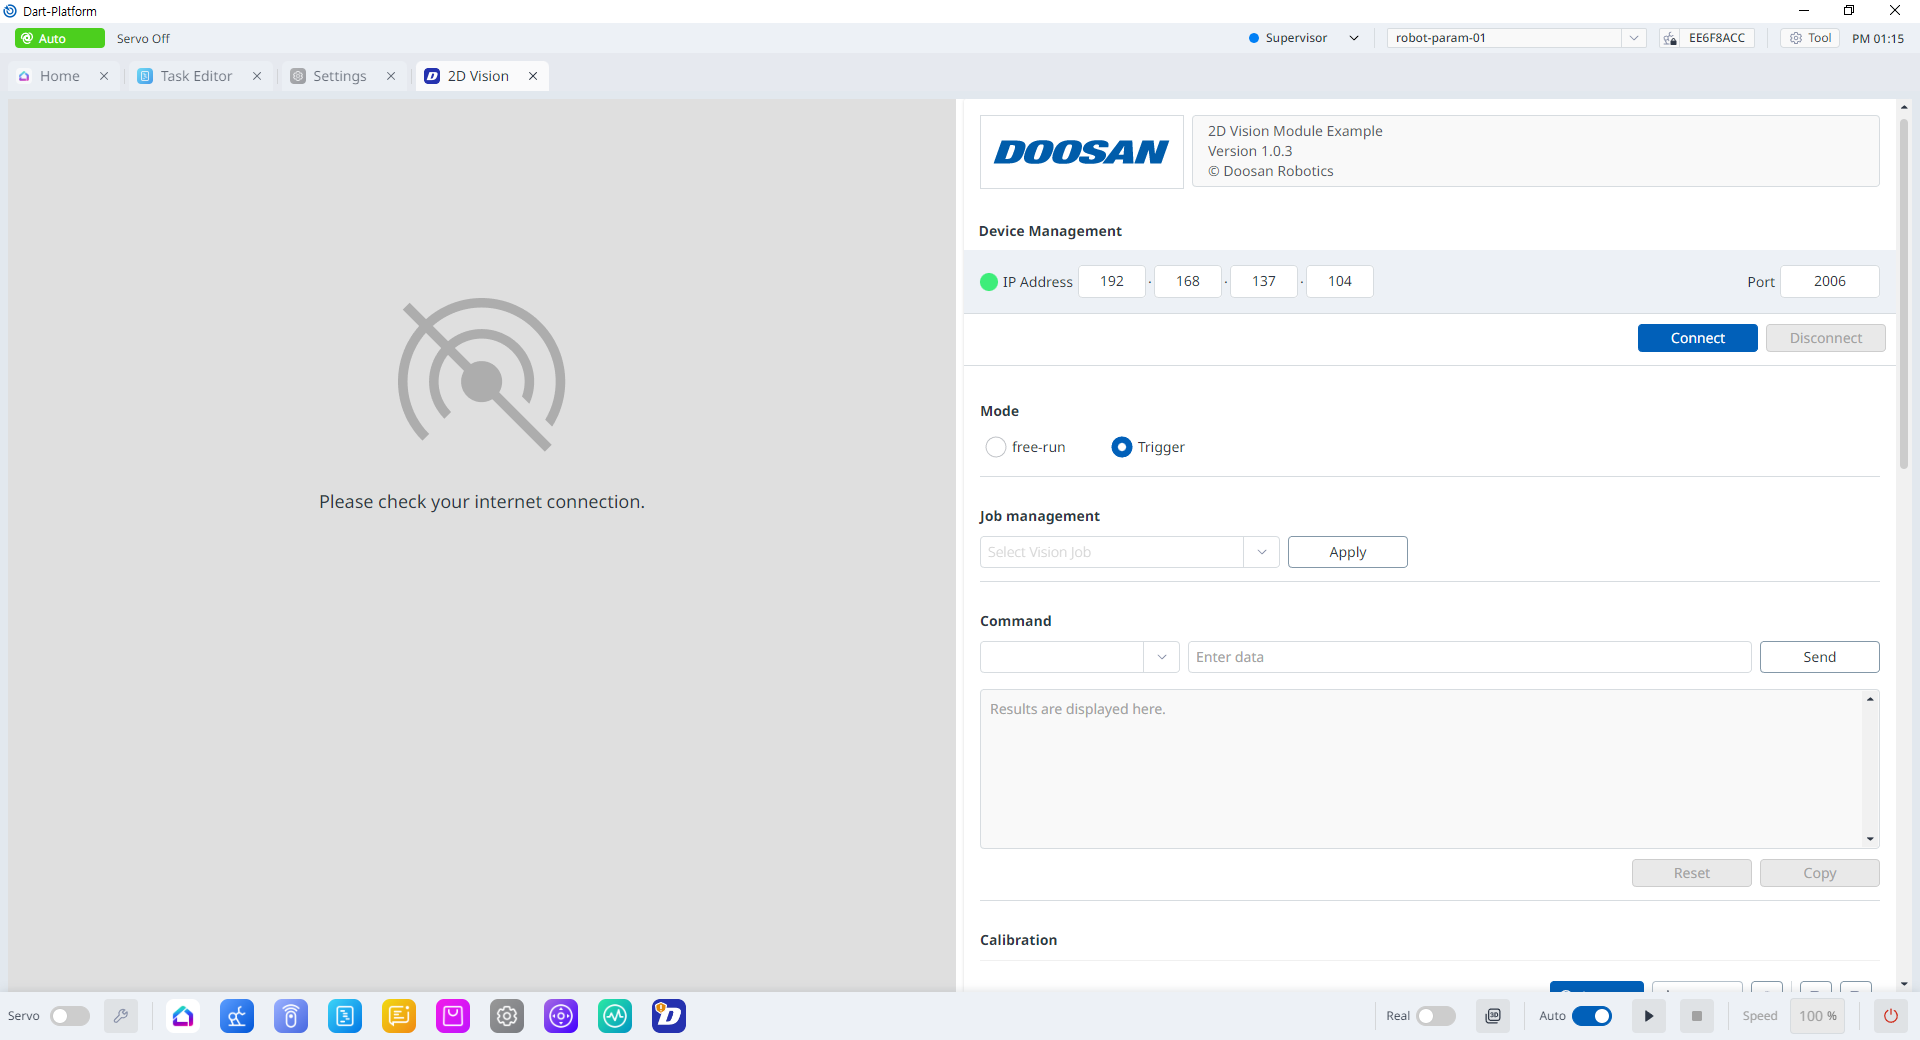 Dart-Platform
Auto
Servo Off
Supervisor
robot-param-01
EE6F8ACC
Tool
PM 01:15
Home
Task Editor
Settings
2D Vision
Please check your internet connection.
DOOSAN
2D Vision Module Example
Version 1.0.3
© Doosan Robotics
Device Management
IP Address 192 . 168 . 137 . 104
Port 2006
Connect
Disconnect
Mode
free-run
Trigger
Job management
Select Vision Job
Apply
Command
Enter data
Send
Results are displayed here.
Reset
Copy
Calibration
Servo
Real
3D
Auto
Speed
100 %